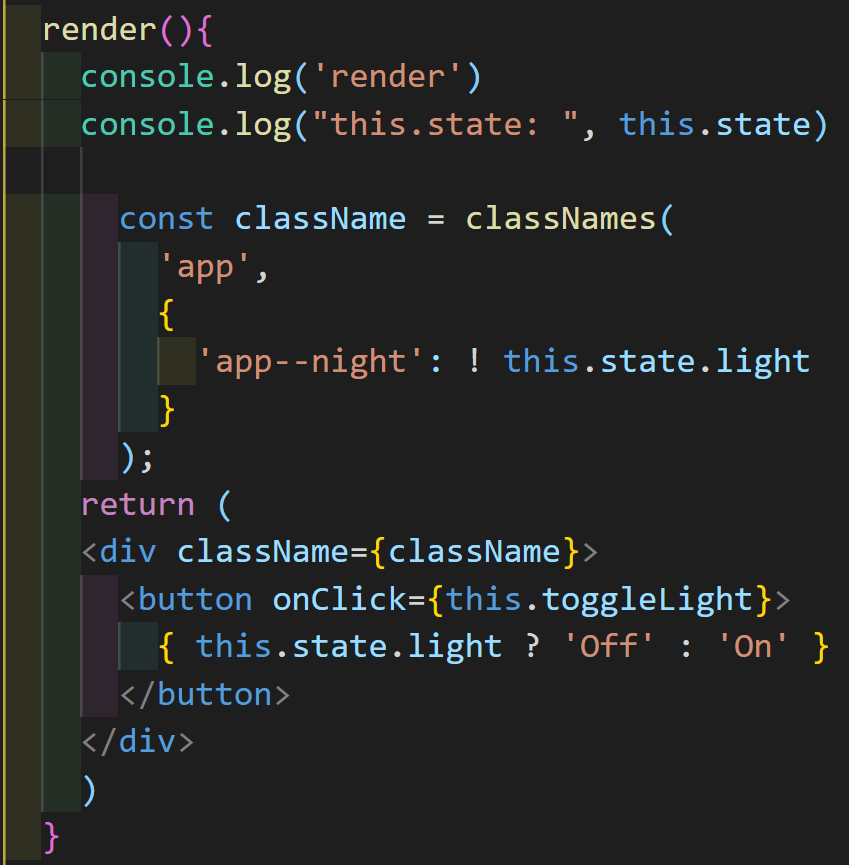 render(){
console.log('render')
console.log("this.state: ", this.state)
const className = classNames(
'app',
{
'app--night': ! this.state.light
}
);
return (
<div className={className}>
<button onClick={this.toggleLight}>
{ this.state.light ? 'Off' : 'On' }
</button>
</div>
)
}